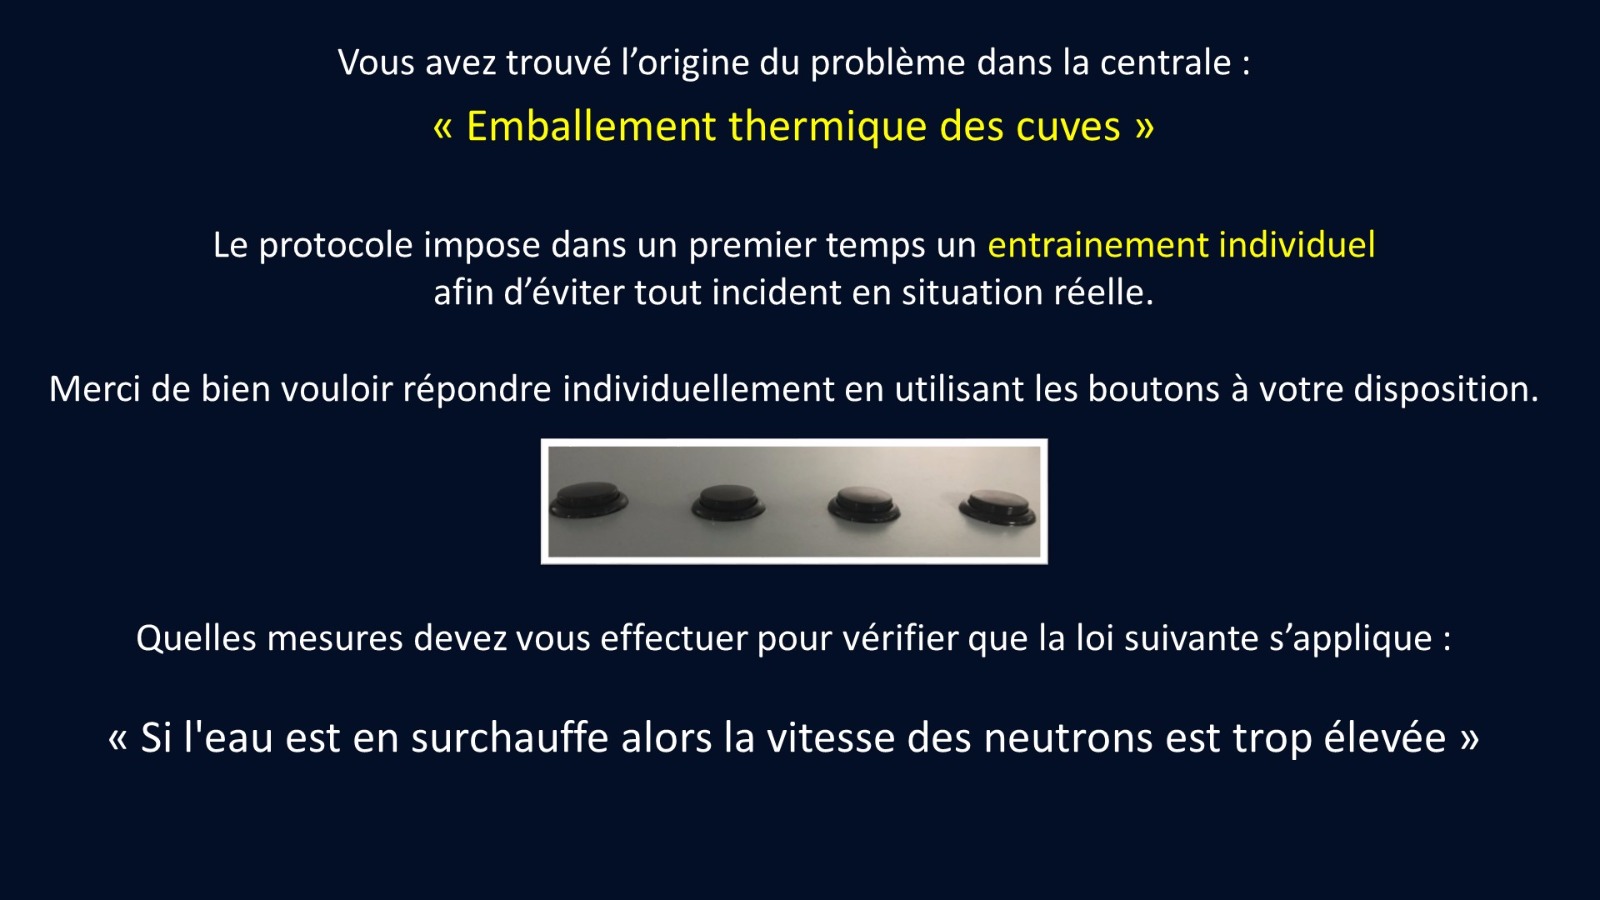 Vous avez trouvé l’origine du problème dans la centrale :
« Emballement thermique des cuves »
Le protocole impose dans un premier temps un entrainement individuel
afin d’éviter tout incident en situation réelle.
Merci de bien vouloir répondre individuellement en utilisant les boutons à votre disposition.
Quelles mesures devez vous effectuer pour vérifier que la loi suivante s’applique :
« Si l'eau est en surchauffe alors la vitesse des neutrons est trop élevée »